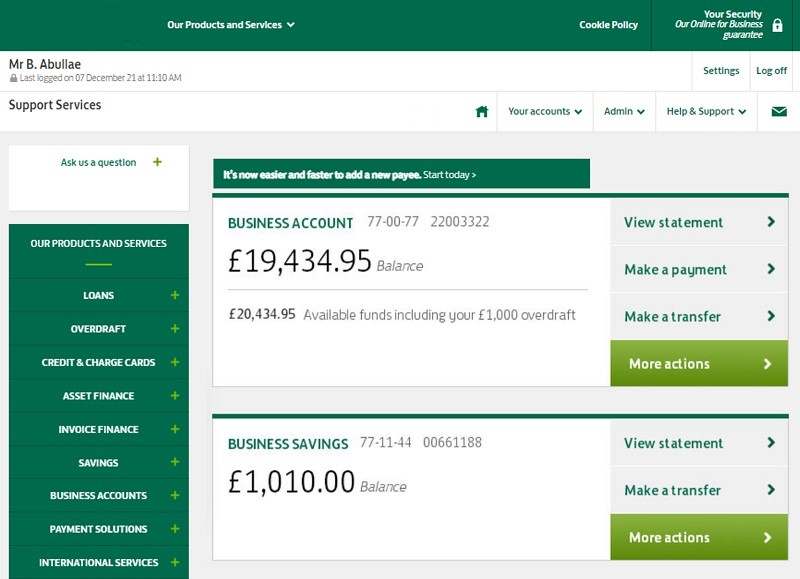 Our Products and Services
Cookie Policy
Your Security
Our Online for Business
guarantee
Mr B. Abullae
Last logged on 07 December 21 at 11:10 AM
Settings
Log off
Support Services
Your accounts
Admin
Help & Support
Ask us a question +
It's now easier and faster to add a new payee. Start today >
OUR PRODUCTS AND SERVICES
LOANS +
OVERDRAFT +
CREDIT & CHARGE CARDS +
ASSET FINANCE +
INVOICE FINANCE +
SAVINGS +
BUSINESS ACCOUNTS +
PAYMENT SOLUTIONS +
INTERNATIONAL SERVICES +
BUSINESS ACCOUNT 77-00-77 22003322
£19,434.95 Balance
£20,434.95 Available funds including your £1,000 overdraft
View statement
Make a payment
Make a transfer
More actions
BUSINESS SAVINGS 77-11-44 00661188
£1,010.00 Balance
View statement
Make a transfer
More actions